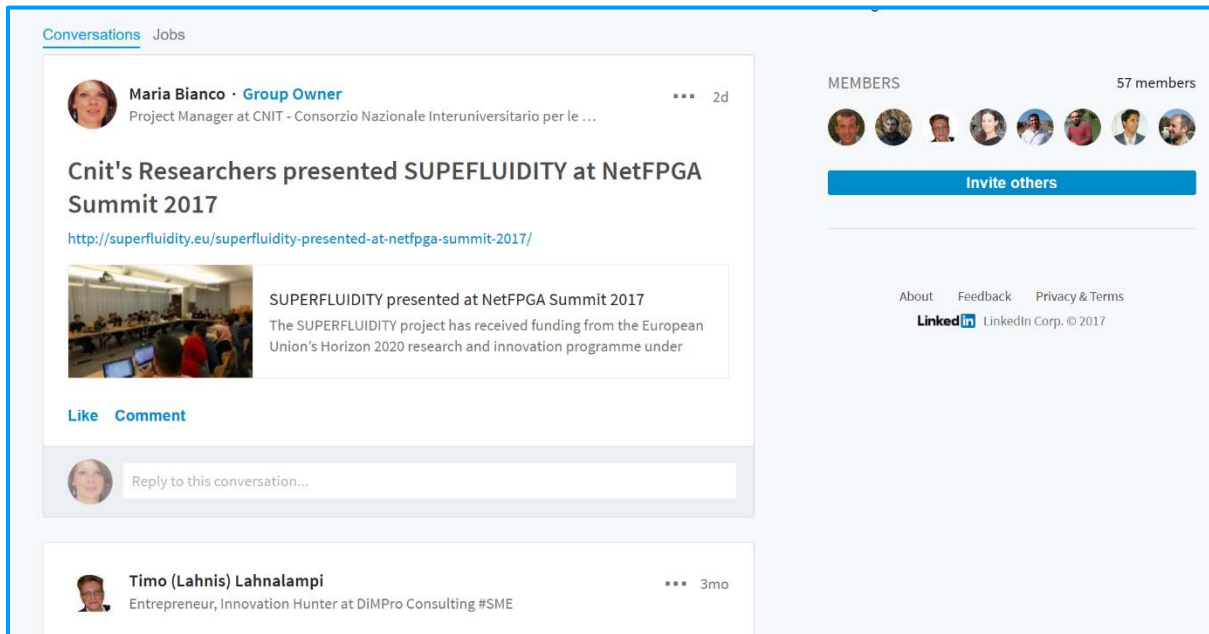 Conversations Jobs
Maria Bianco · Group Owner
••• 2d
Project Manager at CNIT - Consorzio Nazionale Interuniversitario per le …
Cnit's Researchers presented SUPEFLUIDITY at NetFPGA
Summit 2017
http://superfluidity.eu/superfluidity-presented-at-netfpga-summit-2017/
SUPERFLUIDITY presented at NetFPGA Summit 2017
The SUPERFLUIDITY project has received funding from the European
Union’s Horizon 2020 research and innovation programme under
Like Comment
Reply to this conversation...
Timo (Lahnis) Lahnalampi
••• 3mo
Entrepreneur, Innovation Hunter at DiMPro Consulting #SME
MEMBERS 57 members
Invite others
About Feedback Privacy & Terms
Linked in LinkedIn Corp. © 2017